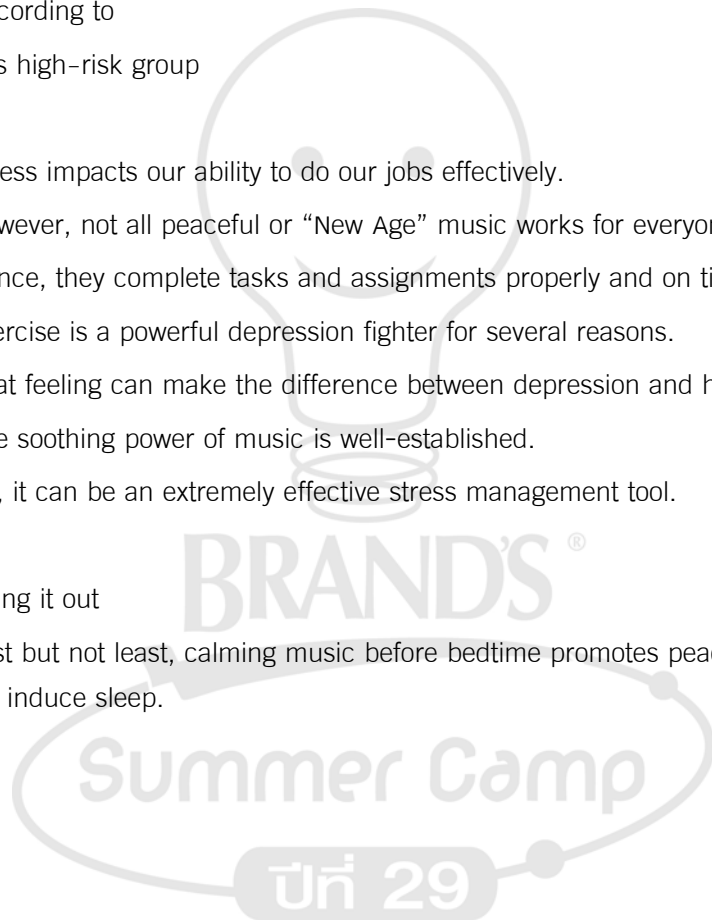 cording to
s high-risk group
ess impacts our ability to do our jobs effectively.
wever, not all peaceful or “New Age” music works for everyo
nce, they complete tasks and assignments properly and on ti
ercise is a powerful depression fighter for several reasons.
at feeling can make the difference between depression and h
e soothing power of music is well-established.
, it can be an extremely effective stress management tool.
BRAND'S ®
ng it out
st but not least, calming music before bedtime promotes pea
induce sleep.
Summer Camp
ปีที่ 29